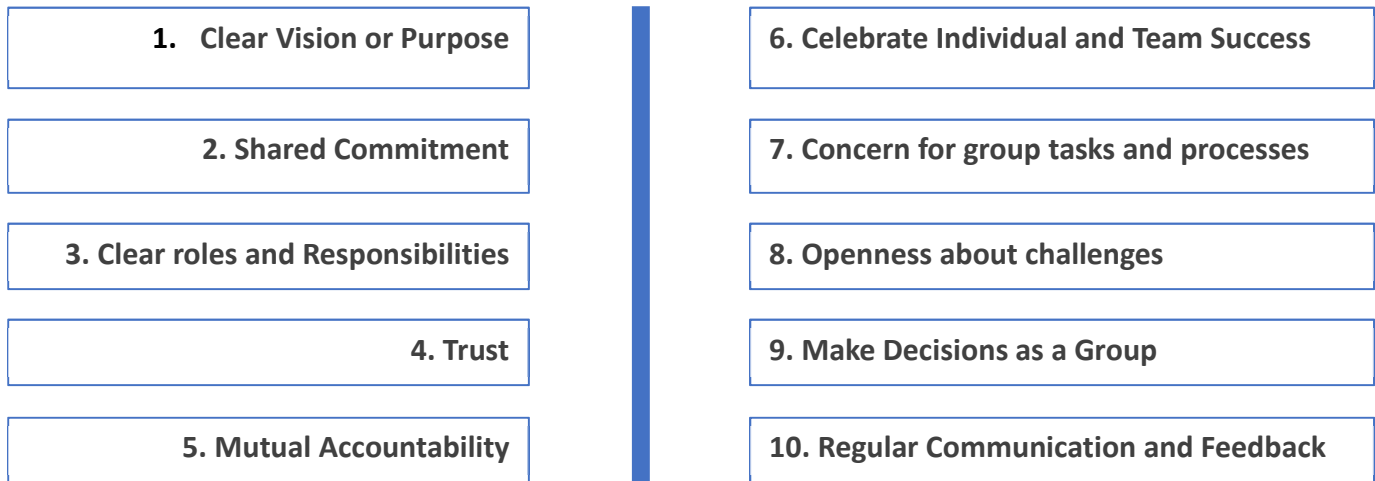 1. Clear Vision or Purpose
2. Shared Commitment
3. Clear roles and Responsibilities
4. Trust
5. Mutual Accountability
6. Celebrate Individual and Team Success
7. Concern for group tasks and processes
8. Openness about challenges
9. Make Decisions as a Group
10. Regular Communication and Feedback